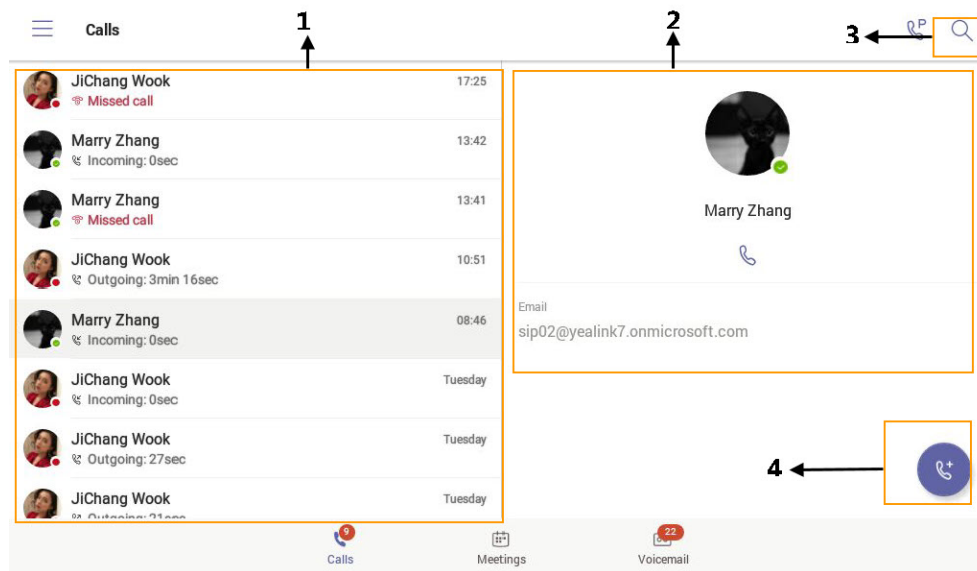 Calls
1
2
3
P
JiChang Wook 17:25
Missed call
Marry Zhang 13:42
Incoming: 0sec
Marry Zhang 13:41
Missed call
JiChang Wook 10:51
Outgoing: 3min 16sec
Marry Zhang 08:46
Incoming: 0sec
JiChang Wook Tuesday
Incoming: 0sec
JiChang Wook Tuesday
Outgoing: 27sec
JiChang Wook Tuesday
Outgoing: 21sec
Marry Zhang
Email
sip02@yealink7.onmicrosoft.com
4
9
22
Calls
Meetings
Voicemail